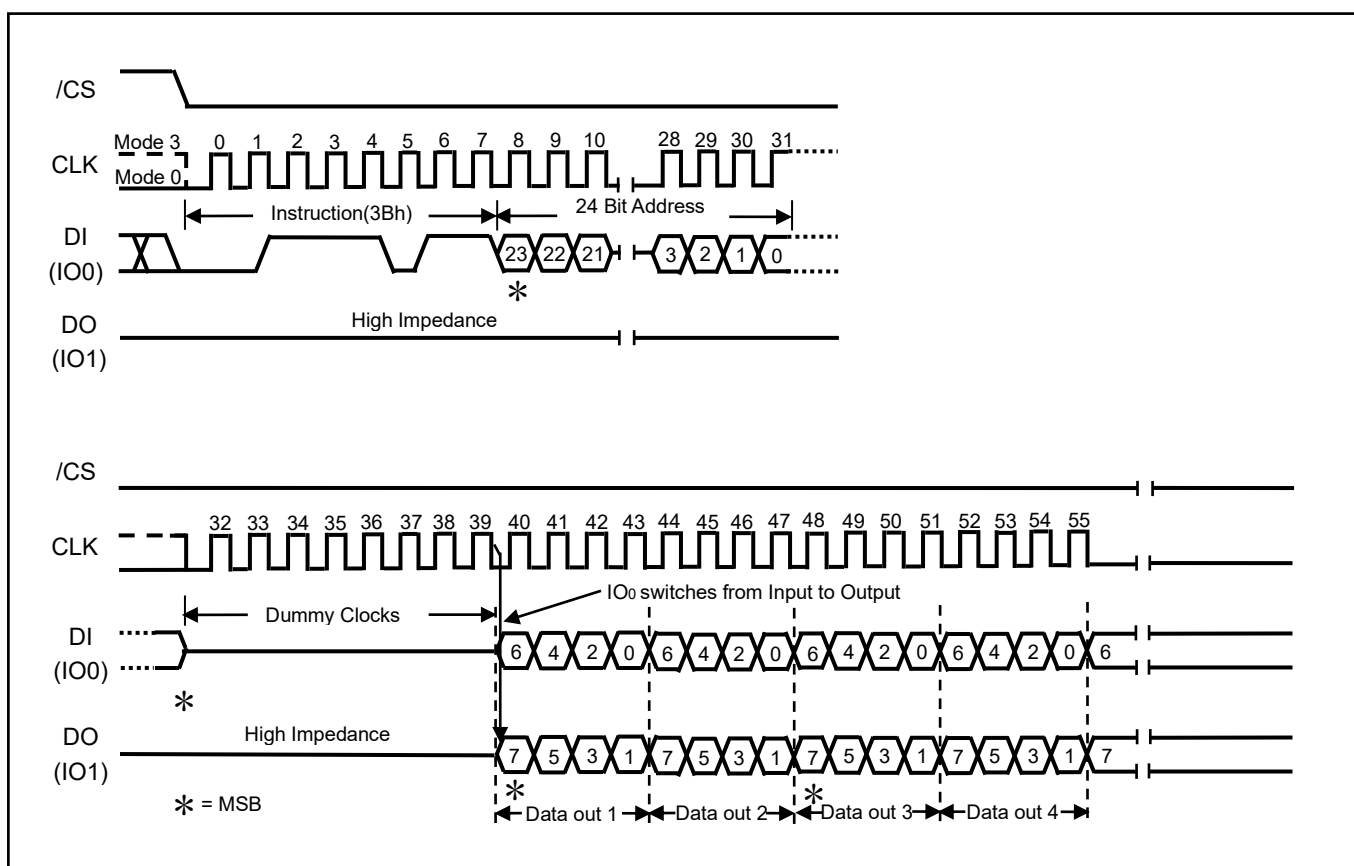 /CS
Mode 3 0 1 2 3 4 5 6 7 8 9 10 28 29 30 31
CLK
Mode 0
Instruction(3Bh) 24 Bit Address
DI
(IO0)
23 22 21 3 2 1 0
*
High Impedance
DO
(IO1)
/CS
32 33 34 35 36 37 38 39 40 41 42 43 44 45 46 47 48 49 50 51 52 53 54 55
CLK
IO0 switches from Input to Output
Dummy Clocks
DI
(IO0)
6 4 2 0 6 4 2 0 6 4 2 0 6 4 2 0 6
*
High Impedance
DO
(IO1)
7 5 3 1 7 5 3 1 7 5 3 1 7 5 3 1 7
* *
* = MSB
Data out 1 Data out 2 Data out 3 Data out 4